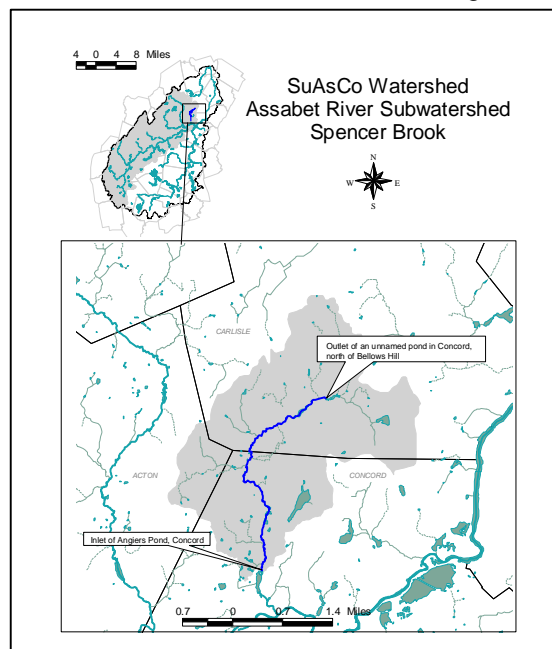 4 0 4 8 Miles
SuAsCo Watershed
Assabet River Subwatershed
Spencer Brook
N
W E
S
CARLISLE
Outlet of an unnamed pond in Concord,
north of Bellows Hill
ACTON
CONCORD
Inlet of Angiers Pond, Concord
0.7 0 0.7 1.4 Miles